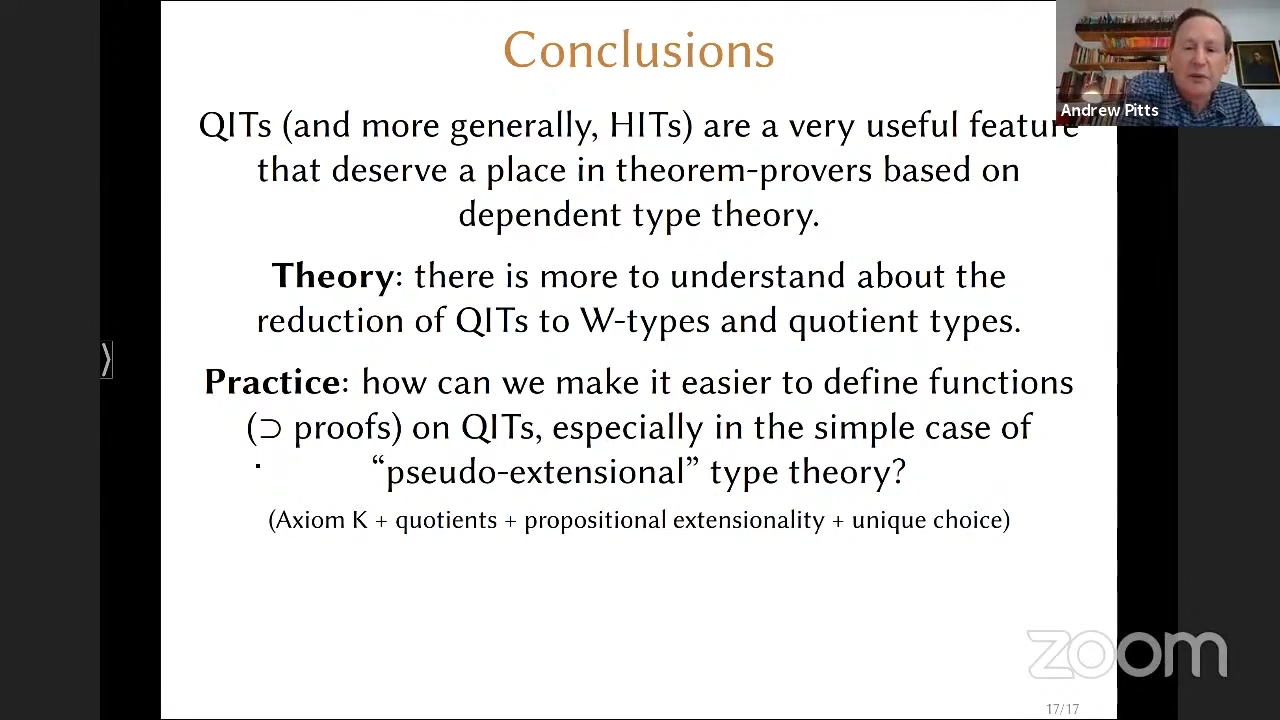 Conclusions
QITs (and more generally, HITs) are a very useful feature
that deserve a place in theorem-provers based on
dependent type theory.
Theory: there is more to understand about the
reduction of QITs to W-types and quotient types.
Practice: how can we make it easier to define functions
(⊃ proofs) on QITs, especially in the simple case of
“pseudo-extensional” type theory?
(Axiom K + quotients + propositional extensionality + unique choice)
Andrew Pitts
zoom
17/17